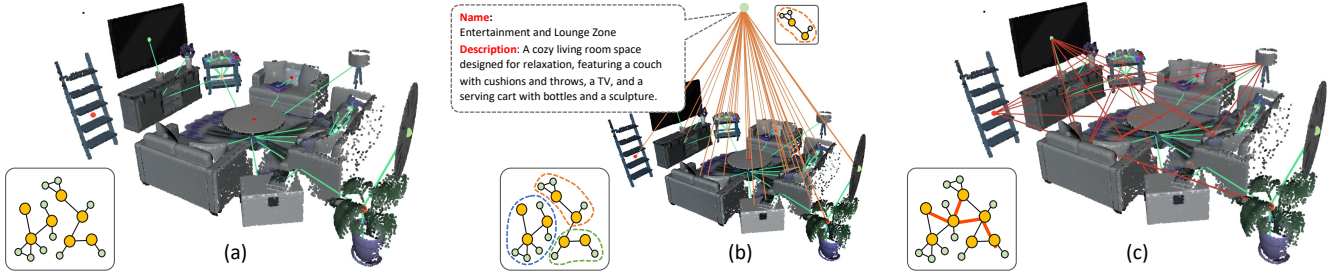 Name:
Entertainment and Lounge Zone
Description: A cozy living room space
designed for relaxation, featuring a couch
with cushions and throws, a TV, and a
serving cart with bottles and a sculpture.
(a)
(b)
(c)